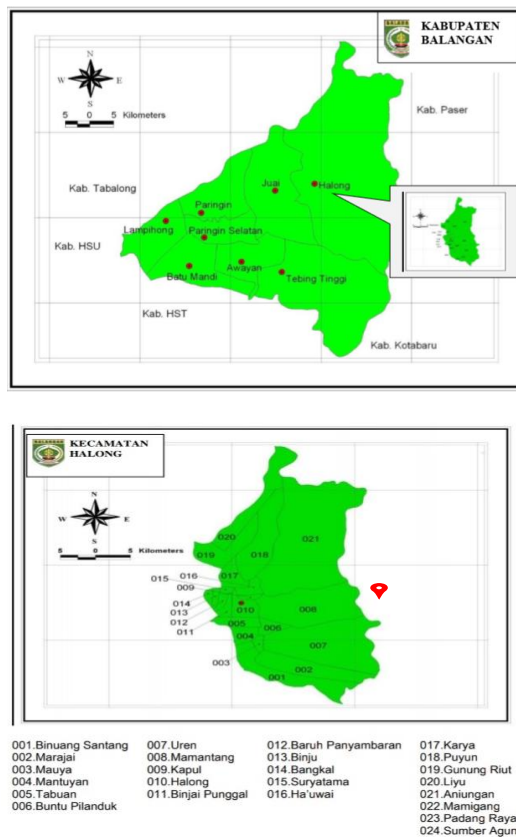 KABUPATEN
BALANGAN
N
W E
S
5 0 5 Kilometers
Kab. Paser
Kab. Tabalong
Juai
Halong
Paringin
Lampihong
Paringin Selatan
Kab. HSU
Awayan
Batu Mandi
Tebing Tinggi
Kab. HST
Kab. Kotabaru
KECAMATAN
HALONG
N
W E
S
5 0 5 Kilometers
020
021
019
018
016
017
015
009
014
008
010
013
005
012
006
011
004
007
003
002
001
001.Binuang Santang
002.Marajai
003.Mauya
004.Mantuyan
005.Tabuan
006.Buntu Pilanduk
007.Uren
008.Mamantang
009.Kapul
010.Halong
011.Binjai Punggal
012.Baruh Panyambaran
013.Binju
014.Bangkal
015.Suryatama
016.Ha'uwai
017.Karya
018.Puyun
019.Gunung Riut
020.Liyu
021.Aniungan
022.Mamigang
023.Padang Raya
024.Sumber Agun